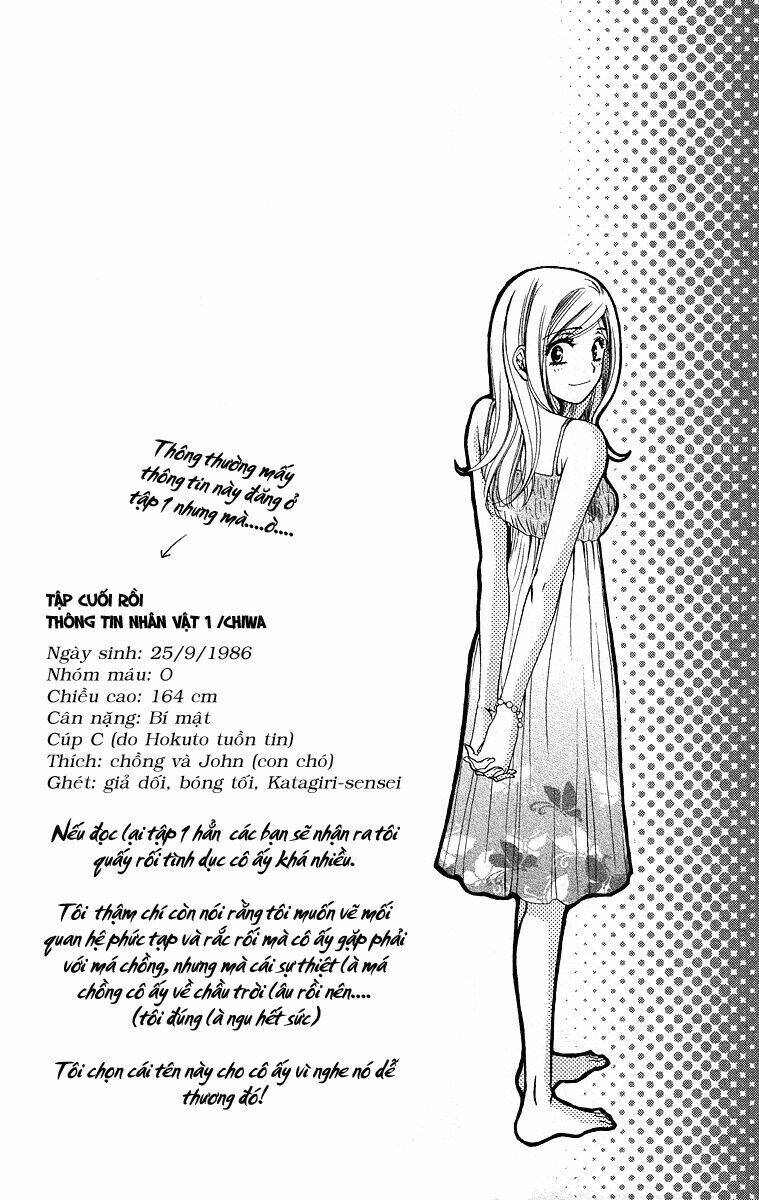 Thông thường mấy
thông tin này đăng ở
tập 1 nhưng mà....ờ....
TẬP CUỐI RỒI
THÔNG TIN NHÂN VẬT 1 /CHIWA
Ngày sinh: 25/9/1986
Nhóm máu: O
Chiều cao: 164 cm
Cân nặng: Bí mật
Cúp C (do Hokuto tuồn tin)
Thích: chồng và John (con chó)
Ghét: giả dối, bóng tối, Katagiri-sensei
Nếu đọc lại tập 1 hẳn các bạn sẽ nhận ra tôi
quấy rối tình dục cô ấy khá nhiều.
Tôi thậm chí còn nói rằng tôi muốn vẽ mối
quan hệ phức tạp và rắc rối mà cô ấy gặp phải
với má chồng, nhưng mà cái sự thiệt là má
chồng cô ấy về chầu trời lâu rồi nên....
(tôi đúng là ngu hết sức)
Tôi chọn cái tên này cho cô ấy vì nghe nó dễ
thương đó!